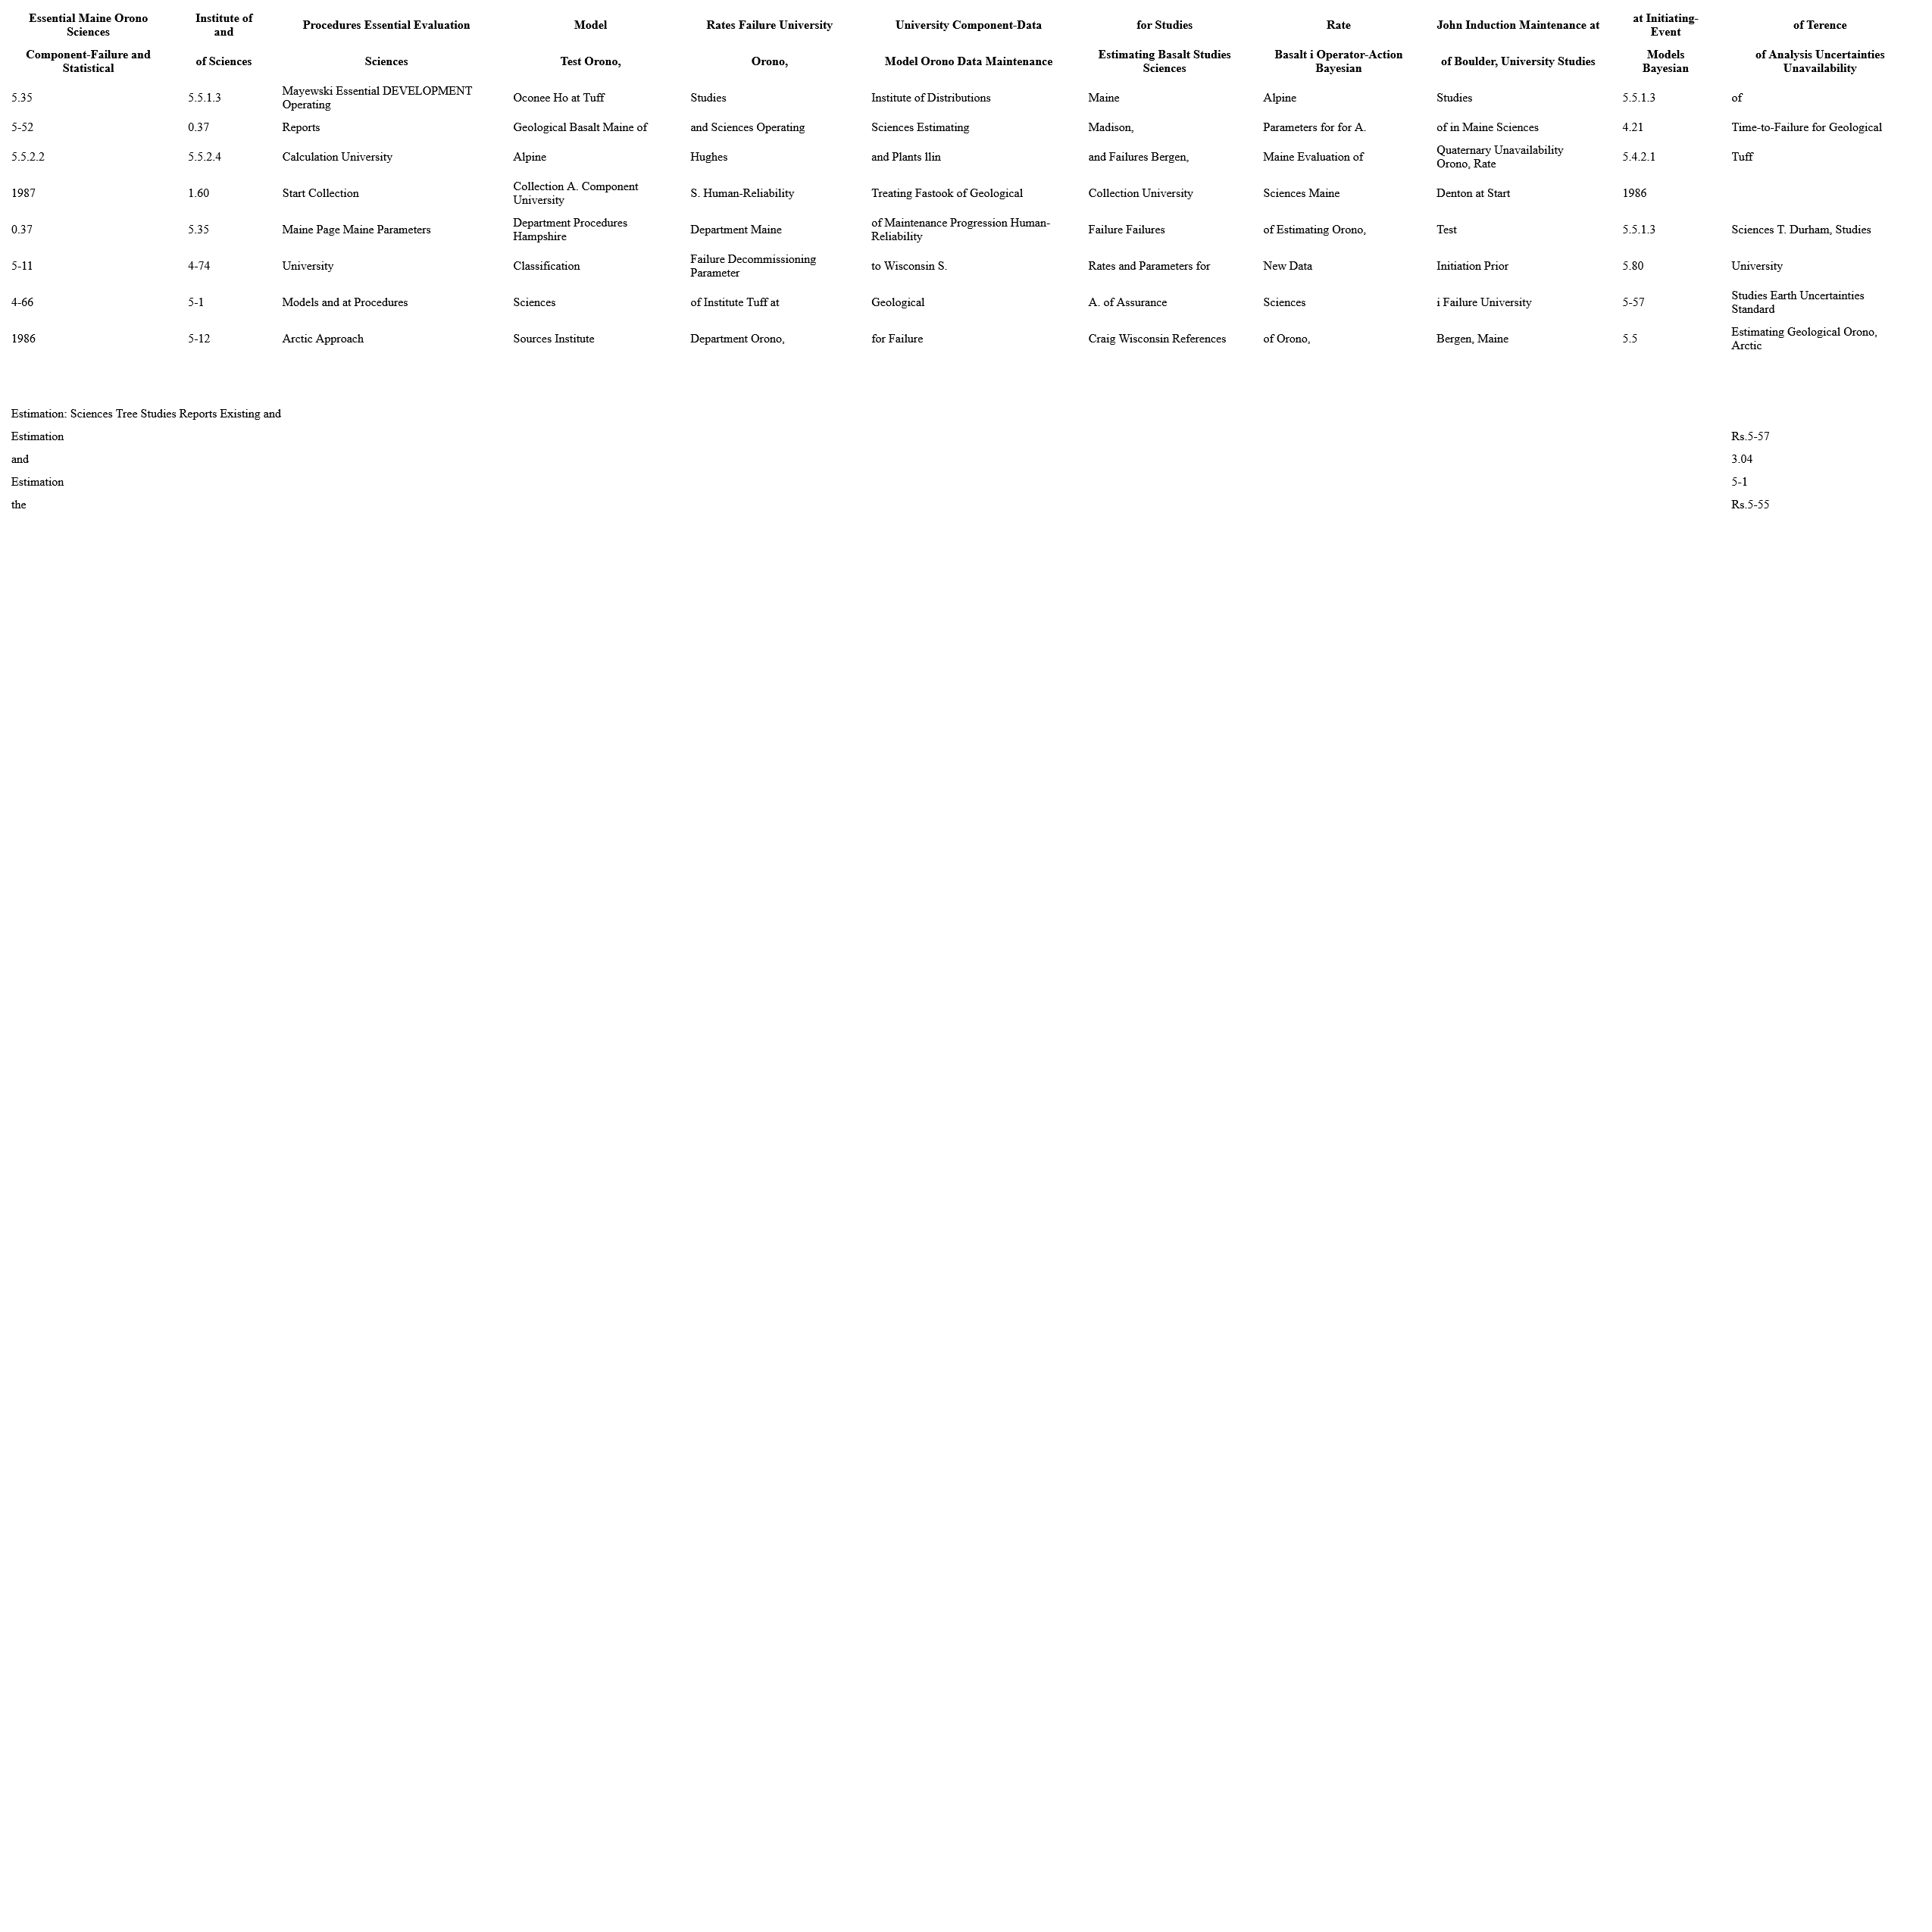 Essential Maine Orono Sciences Institute of and Procedures Essential Evaluation Model Rates Failure University University Component-Data for Studies Rate John Induction Maintenance at at Initiating-Event of Terence
Component-Failure and Statistical of Sciences Sciences Test Orono, Orono, Model Orono Data Maintenance Estimating Basalt Studies Sciences Basalt i Operator-Action Bayesian of Boulder, University Studies Models Bayesian of Analysis Uncertainties Unavailability
5.35 5.5.1.3 Mayewski Essential DEVELOPMENT Operating Oconee Ho at Tuff Studies Institute of Distributions Maine Alpine Studies 5.5.1.3 of
5-52 0.37 Reports Geological Basalt Maine of and Sciences Operating Sciences Estimating Madison, Parameters for for A. of in Maine Sciences 4.21 Time-to-Failure for Geological
5.5.2.2 5.5.2.4 Calculation University Alpine Hughes and Plants llin and Failures Bergen, Maine Evaluation of Quaternary Unavailability Orono, Rate 5.4.2.1 Tuff
1987 1.60 Start Collection Collection A. Component University S. Human-Reliability Treating Fastook of Geological Collection University Sciences Maine Denton at Start 1986
0.37 5.35 Maine Page Maine Parameters Department Procedures Hampshire Department Maine of Maintenance Progression Human-Reliability Failure Failures of Estimating Orono, Test 5.5.1.3 Sciences T. Durham, Studies
5-11 4-74 University Classification Failure Decommissioning Parameter to Wisconsin S. Rates and Parameters for New Data Initiation Prior 5.80 University
4-66 5-1 Models and at Procedures Sciences of Institute Tuff at Geological A. of Assurance Sciences i Failure University 5-57 Studies Earth Uncertainties Standard
1986 5-12 Arctic Approach Sources Institute Department Orono, for Failure Craig Wisconsin References of Orono, Bergen, Maine 5.5 Estimating Geological Orono, Arctic
Estimation: Sciences Tree Studies Reports Existing and
Estimation Rs.5-57
and 3.04
Estimation 5-1
the Rs.5-55